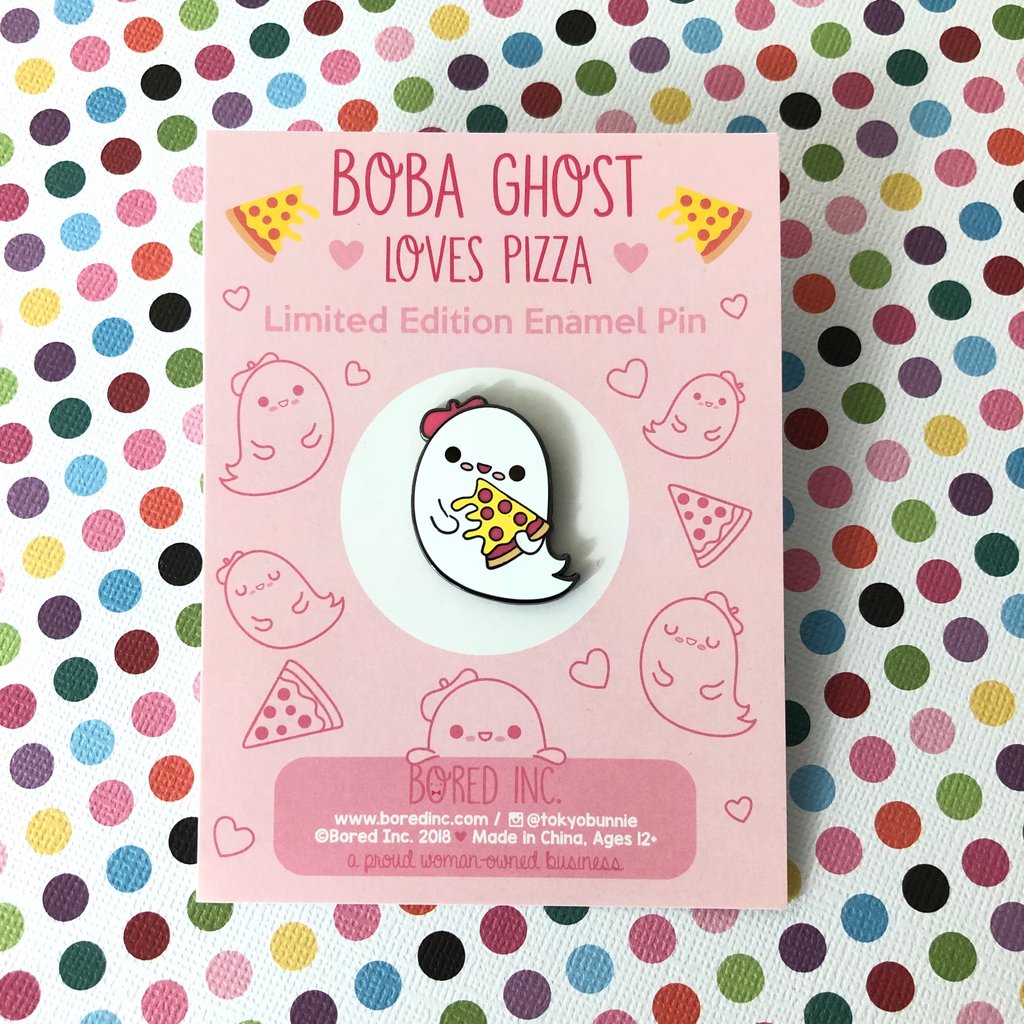 BOBA GHOST
LOVES PIZZA
Limited Edition Enamel Pin
BORED INC.
www.boredinc.com / @tokyobunnie
©Bored Inc. 2018 ♥ Made in China, Ages 12+
a proud woman-owned business.